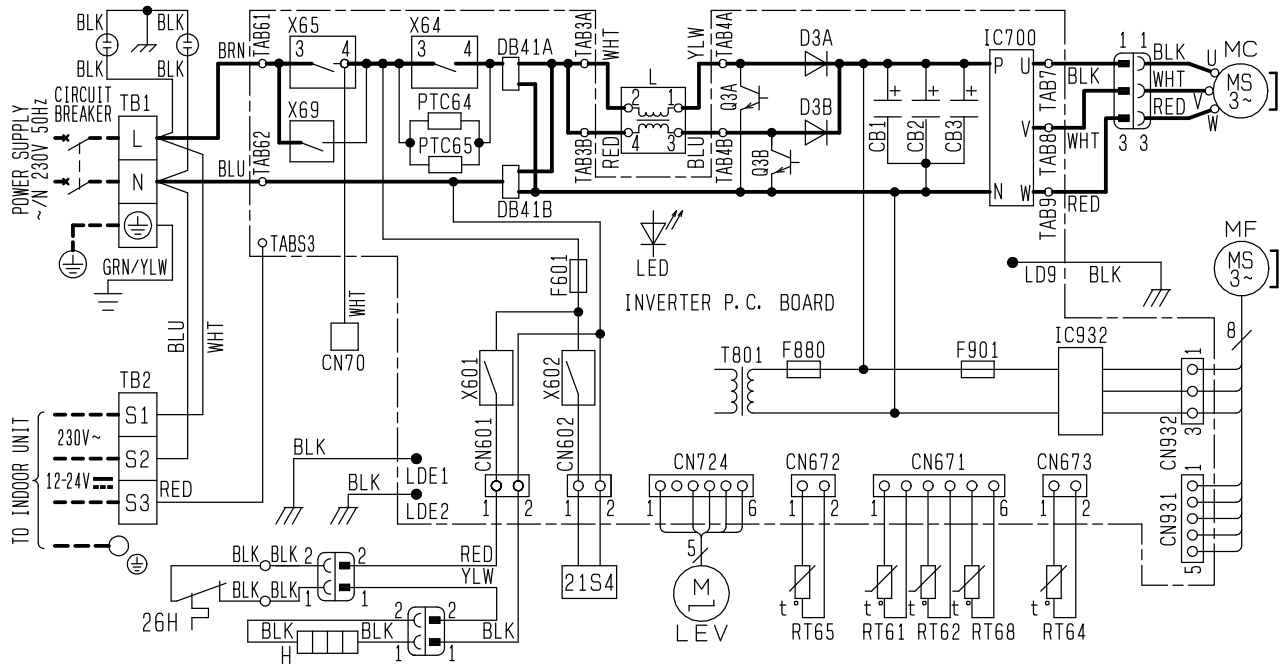 BLK
BLK
BLK
BLK
BRN
TAB61
X65
3 4
X64
3 4
DB41A
TAB3A
WHT
L
2 1
4 3
RED
BLU
YLW
TAB4A
D3A
Q3A
D3B
Q3B
IC700
P U
V
N W
TAB7
TAB8
TAB9
BLK
WHT
RED
1 1
3 3
BLK
WHT
RED
U
V
W
MC
MS
3~
POWER SUPPLY
~/N 230V 50Hz
CIRCUIT
BREAKER
TB1
L
N
X69
3
PTC64
PTC65
TAB62
BLU
DB41B
TAB3B
TAB4B
CB1
CB2
CB3
+
+
+
GRN/YLW
TABS3
WHT
CN70
F601
LED
INVERTER P.C. BOARD
LD9
BLK
MF
MS
3~
8
BLU
WHT
TB2
S1
S2
S3
TO INDOOR UNIT
230V~
12-24V
RED
X601
X602
T801
F880
F901
IC932
1
3
CN932
CN931
1
5
BLK
LDE1
BLK
LDE2
CN601
1 2
CN602
1 2
CN724
1 6
CN672
1 2
CN671
1 6
CN673
1 2
BLK
BLK
2 2
RED
YLW
BLK
BLK
1 1
26H
2 2
BLK
BLK
BLK
1 1
H
21S4
5
M
LEV
t°
RT65
t°
t°
t°
RT61
RT62
RT68
t°
RT64